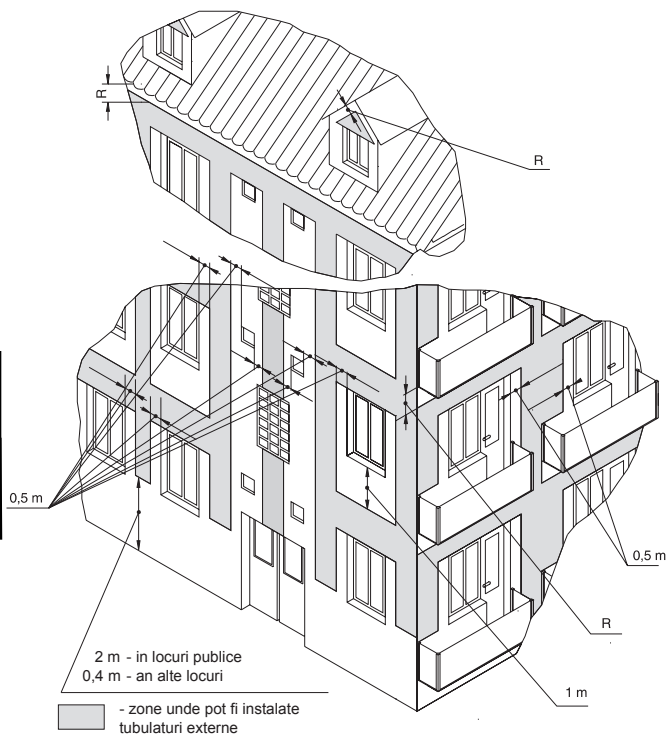 R
R
0,5 m
0,5 m
R
1 m
2 m - in locuri publice
0,4 m - an alte locuri
- zone unde pot fi instalate
tubulaturi externe